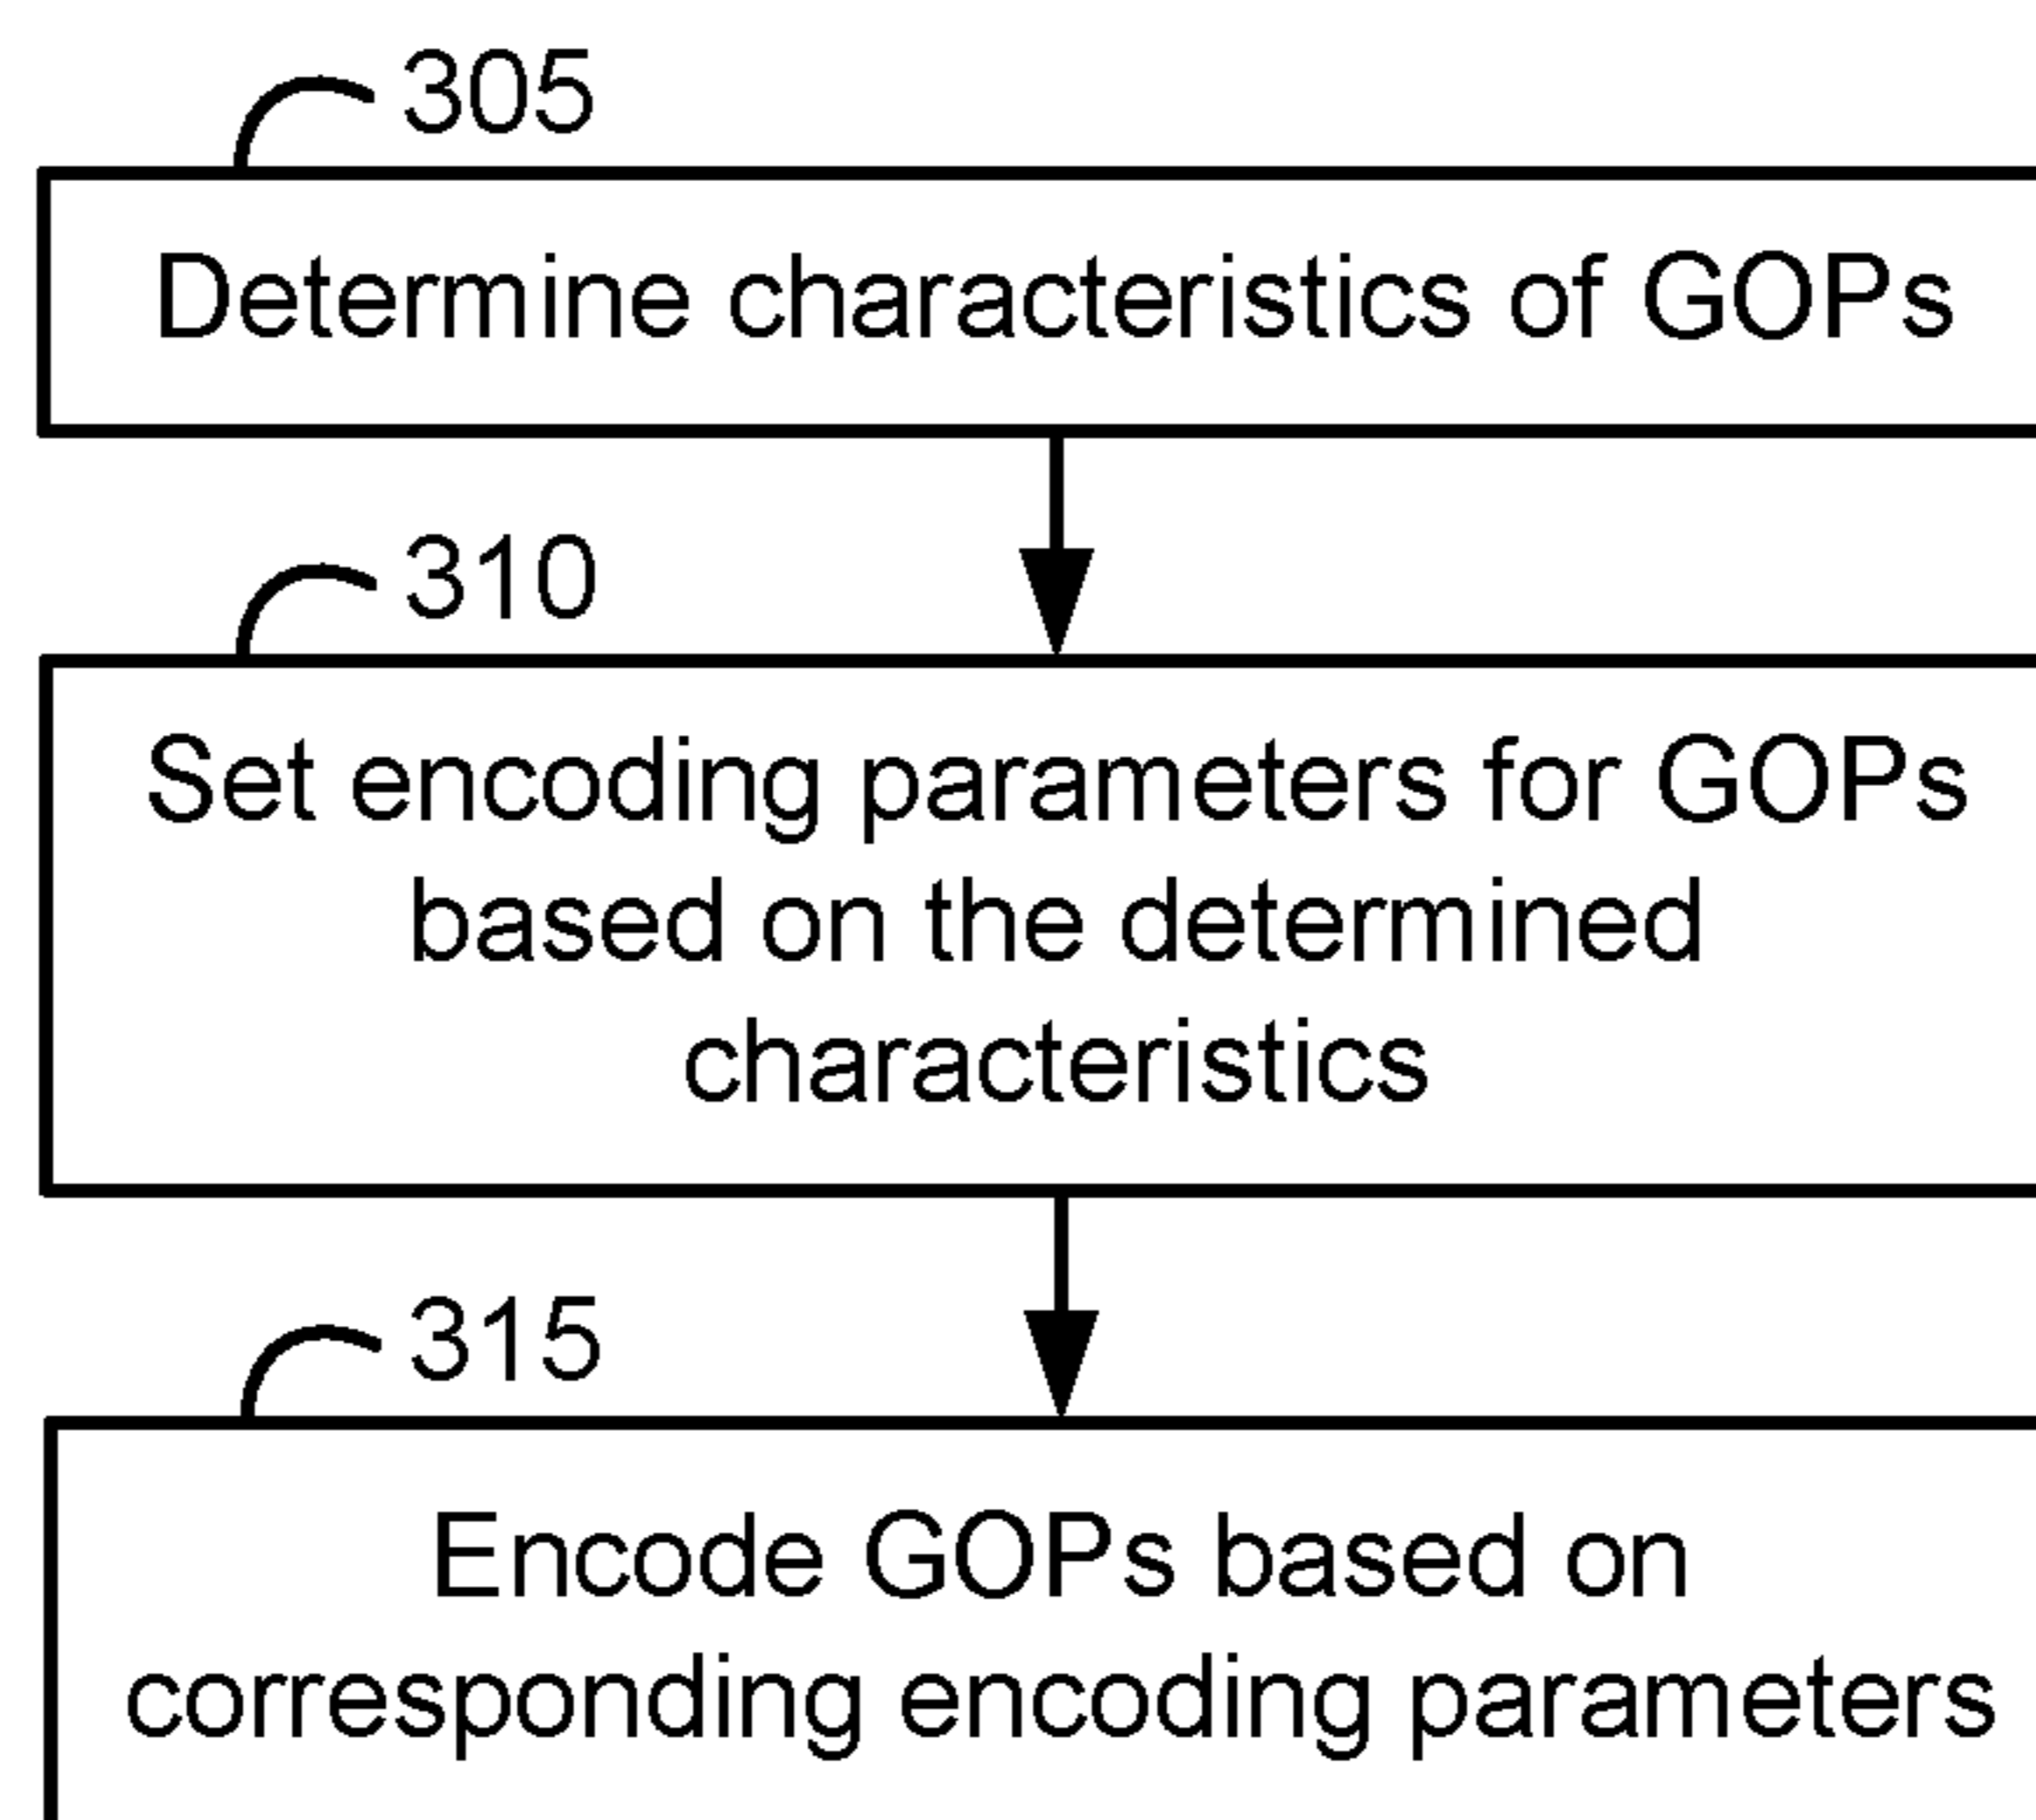 305
Determine characteristics of GOPs
310
Set encoding parameters for GOPs
based on the determined
characteristics
315
Encode GOPs based on
corresponding encoding parameters